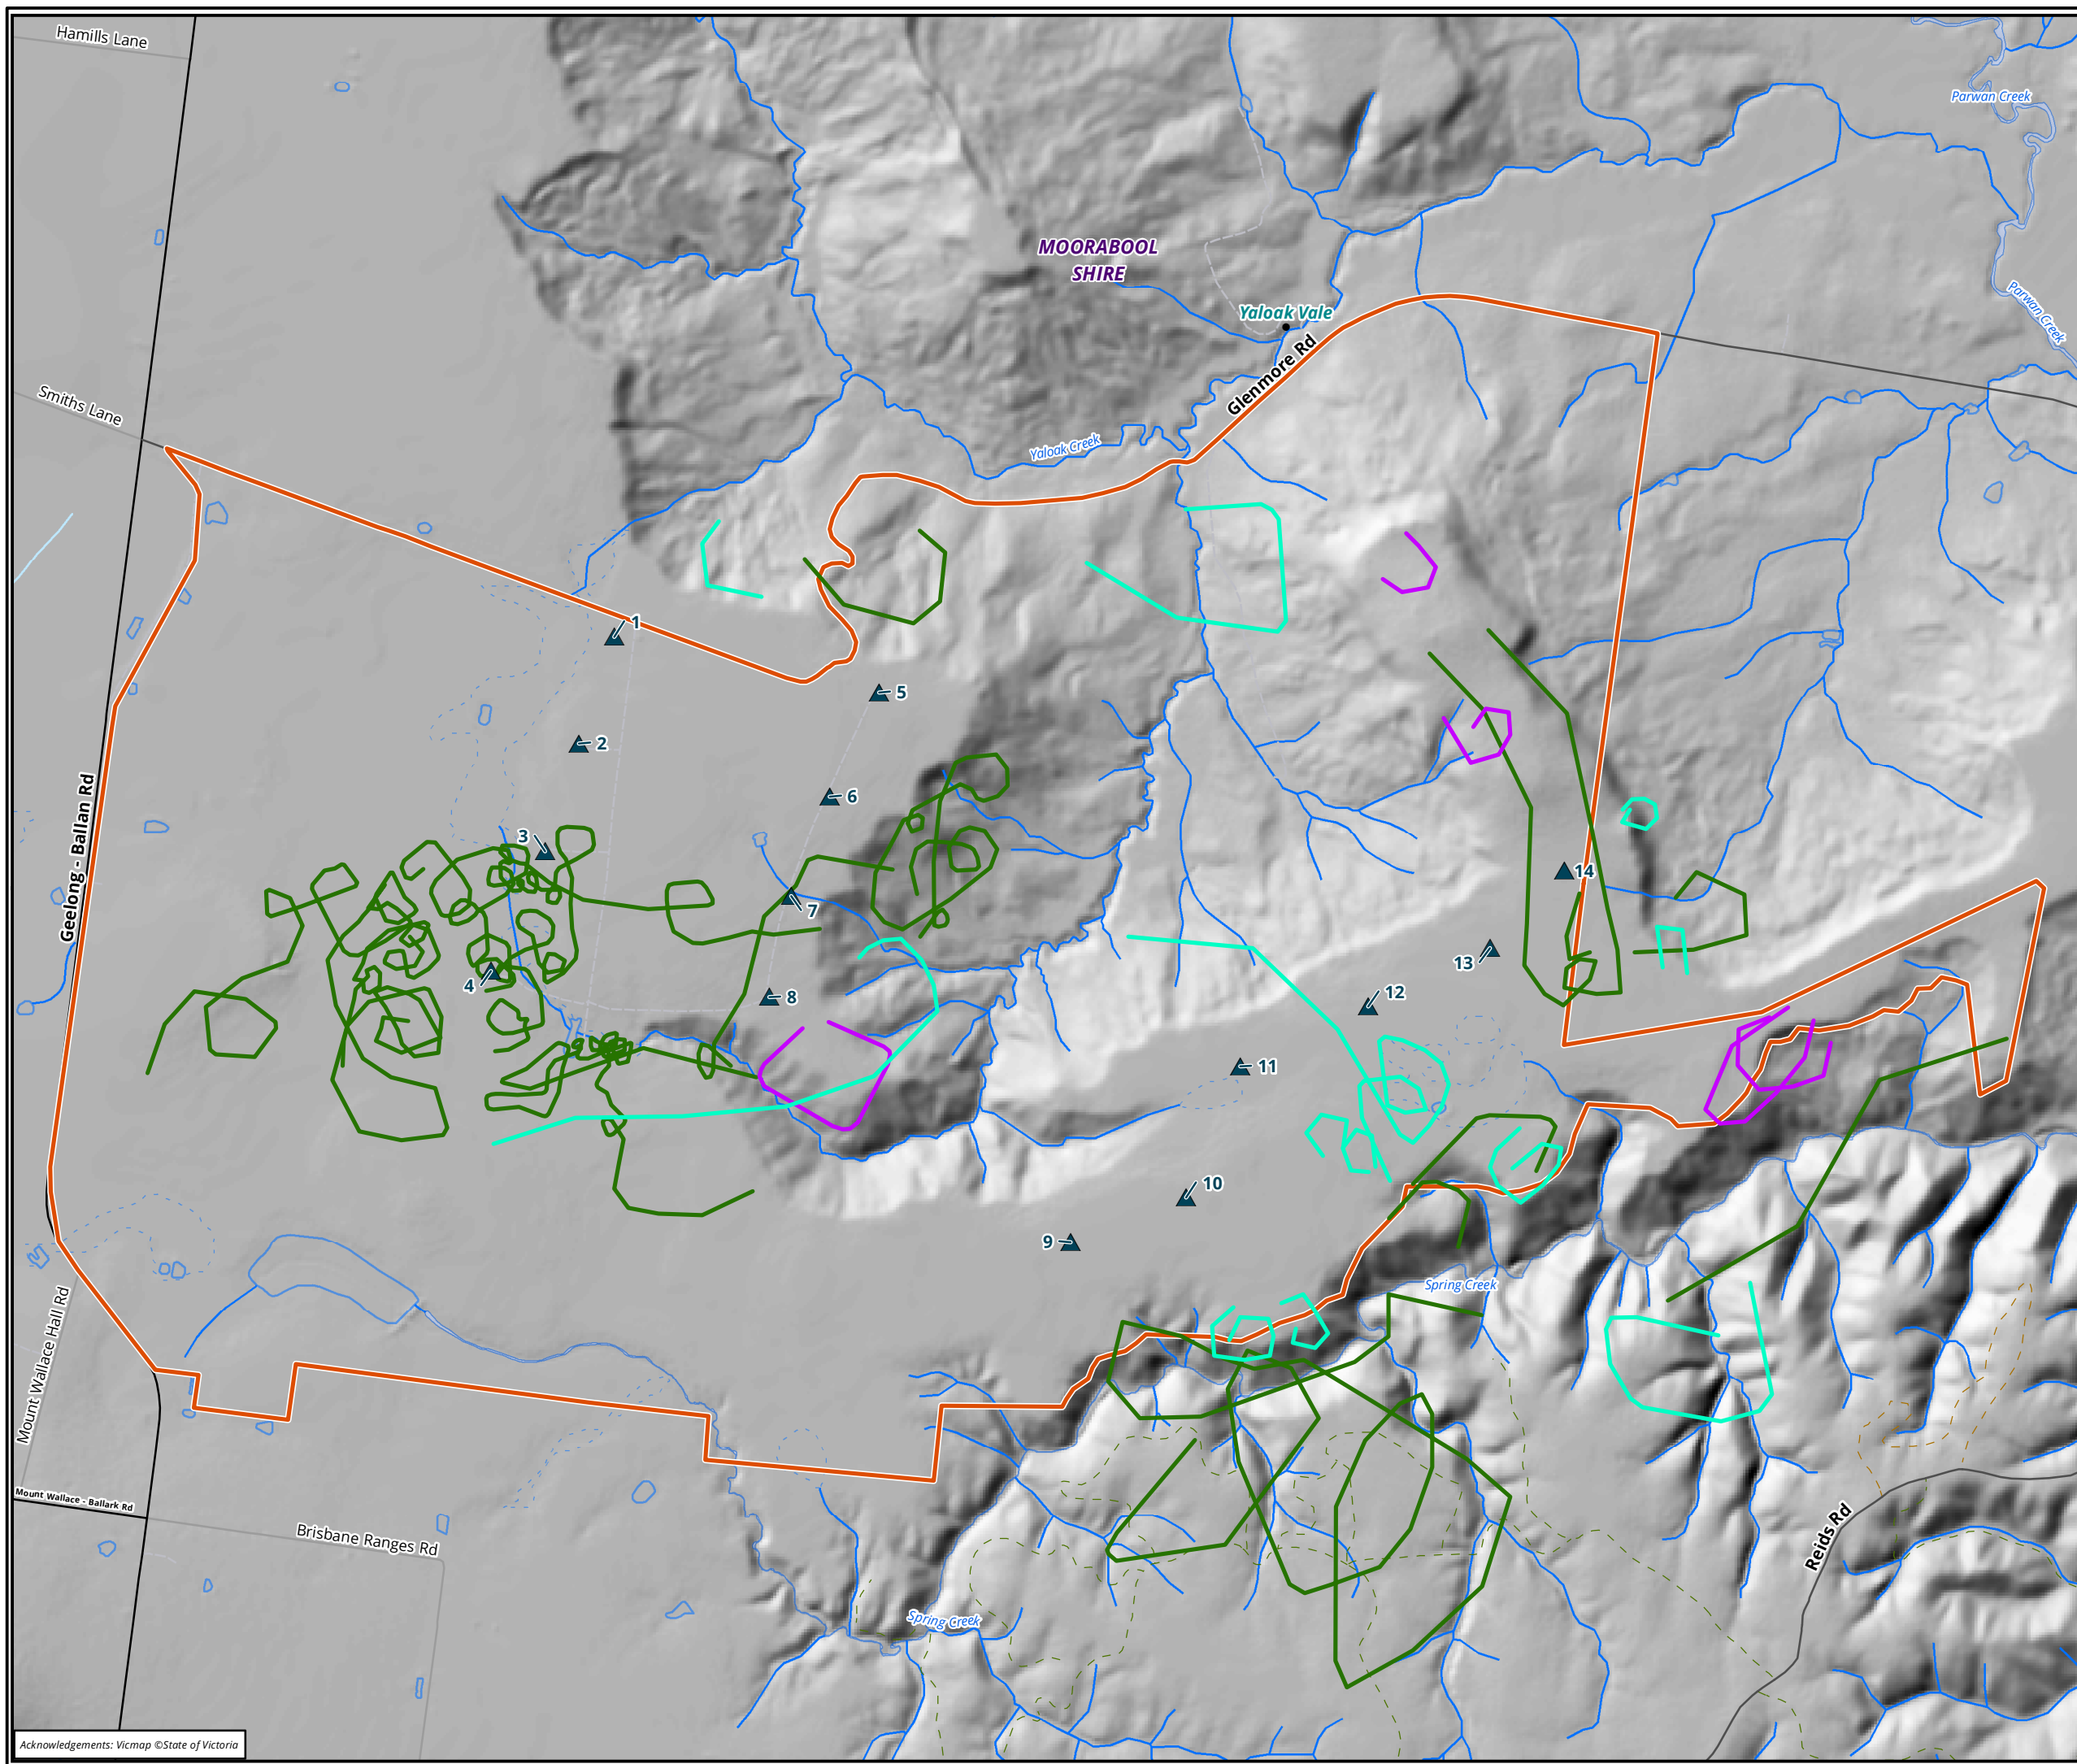 Hamills Lane
Parwan Creek
MOORABOOL
SHIRE
Parwan Creek
Yaloak Vale
Glenmore Rd
Smiths Lane
Yaloak Creek
1
5
2
6
3
14
Geelong - Ballan Rd
7
13
4
8
12
11
10
9
Spring Creek
Mount Wallace Hall Rd
Mount Wallace - Ballark Rd
Brisbane Ranges Rd
Reids Rd
Spring Creek
Acknowledgements: Vicmap ©State of Victoria